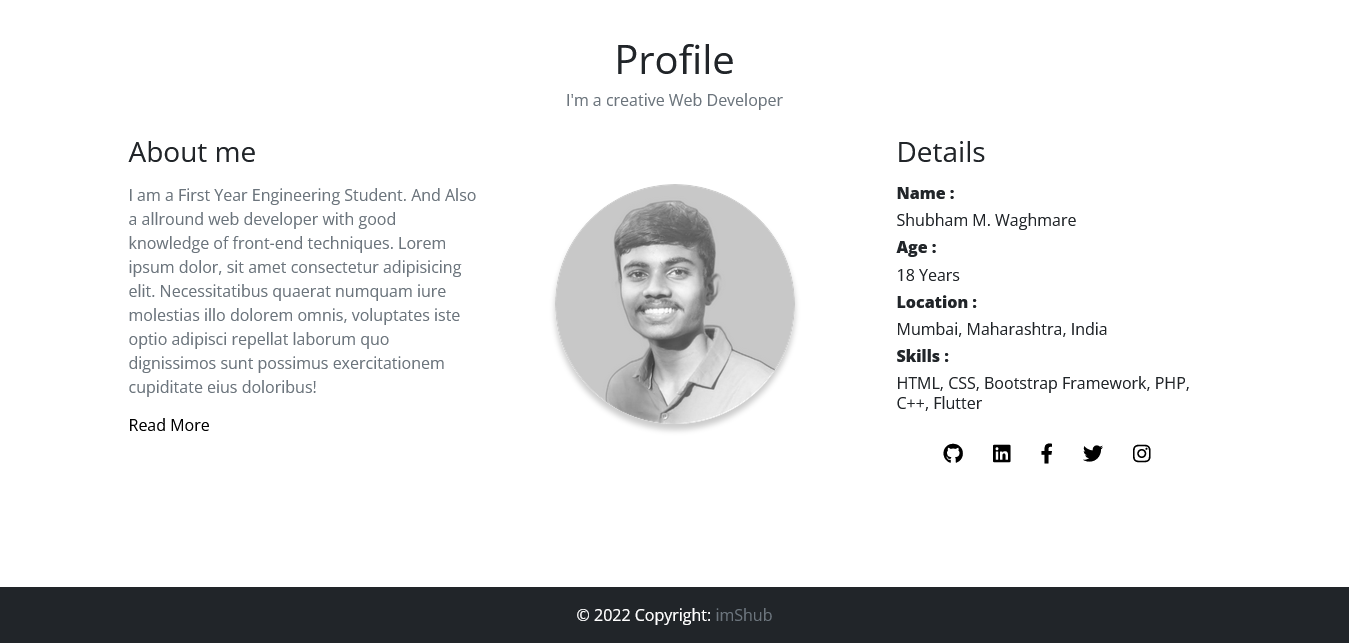 Profile
I'm a creative Web Developer
About me
I am a First Year Engineering Student. And Also
a allround web developer with good
knowledge of front-end techniques. Lorem
ipsum dolor, sit amet consectetur adipisicing
elit. Necessitatibus quaerat numquam iure
molestias illo dolorem omnis, voluptates iste
optio adipisci repellat laborum quo
dignissimos sunt possimus exercitationem
cupiditate eius doloribus!
Read More
Details
Name :
Shubham M. Waghmare
Age :
18 Years
Location :
Mumbai, Maharashtra, India
Skills :
HTML, CSS, Bootstrap Framework, PHP,
C++, Flutter
© 2022 Copyright: imShub